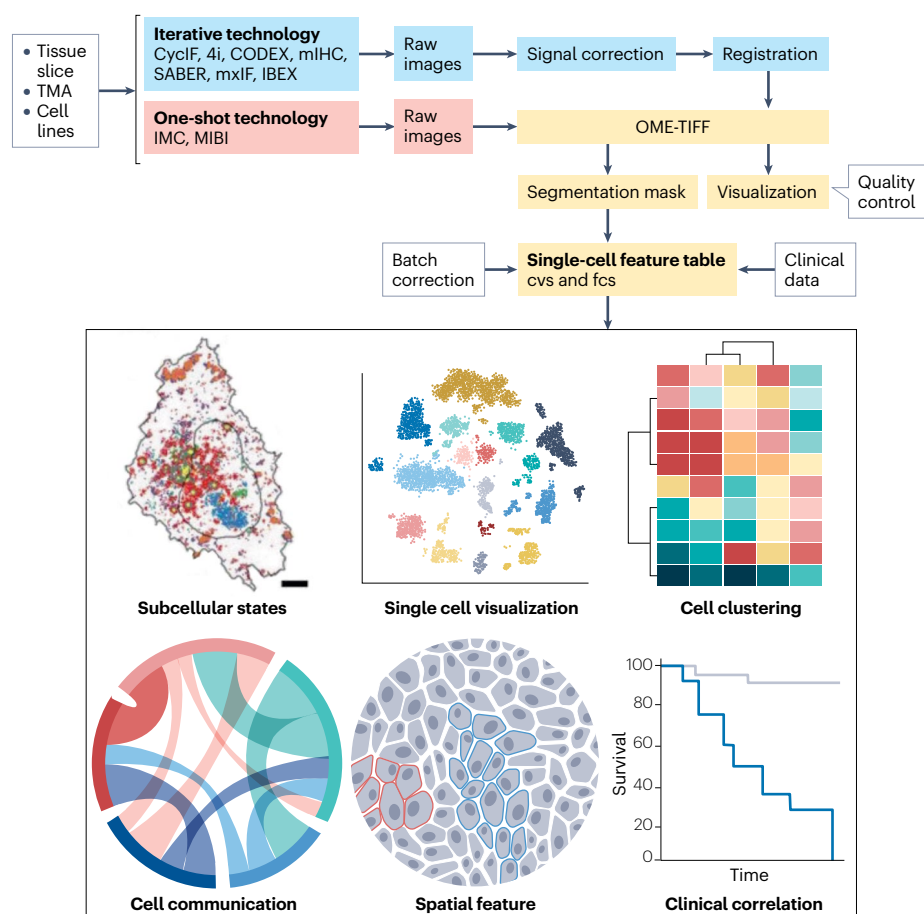 • Tissue
slice
• TMA
• Cell
lines
Iterative technology
CycIF, 4i, CODEX, mIHC,
SABER, mxIF, IBEX
Raw
images
Signal correction
Registration
One-shot technology
IMC, MIBI
Raw
images
OME-TIFF
Segmentation mask
Visualization
Quality
control
Batch
correction
Single-cell feature table
cvs and fcs
Clinical
data
Subcellular states
Single cell visualization
Cell clustering
Cell communication
Spatial feature
Survival
100
80
60
40
20
0
Time
Clinical correlation